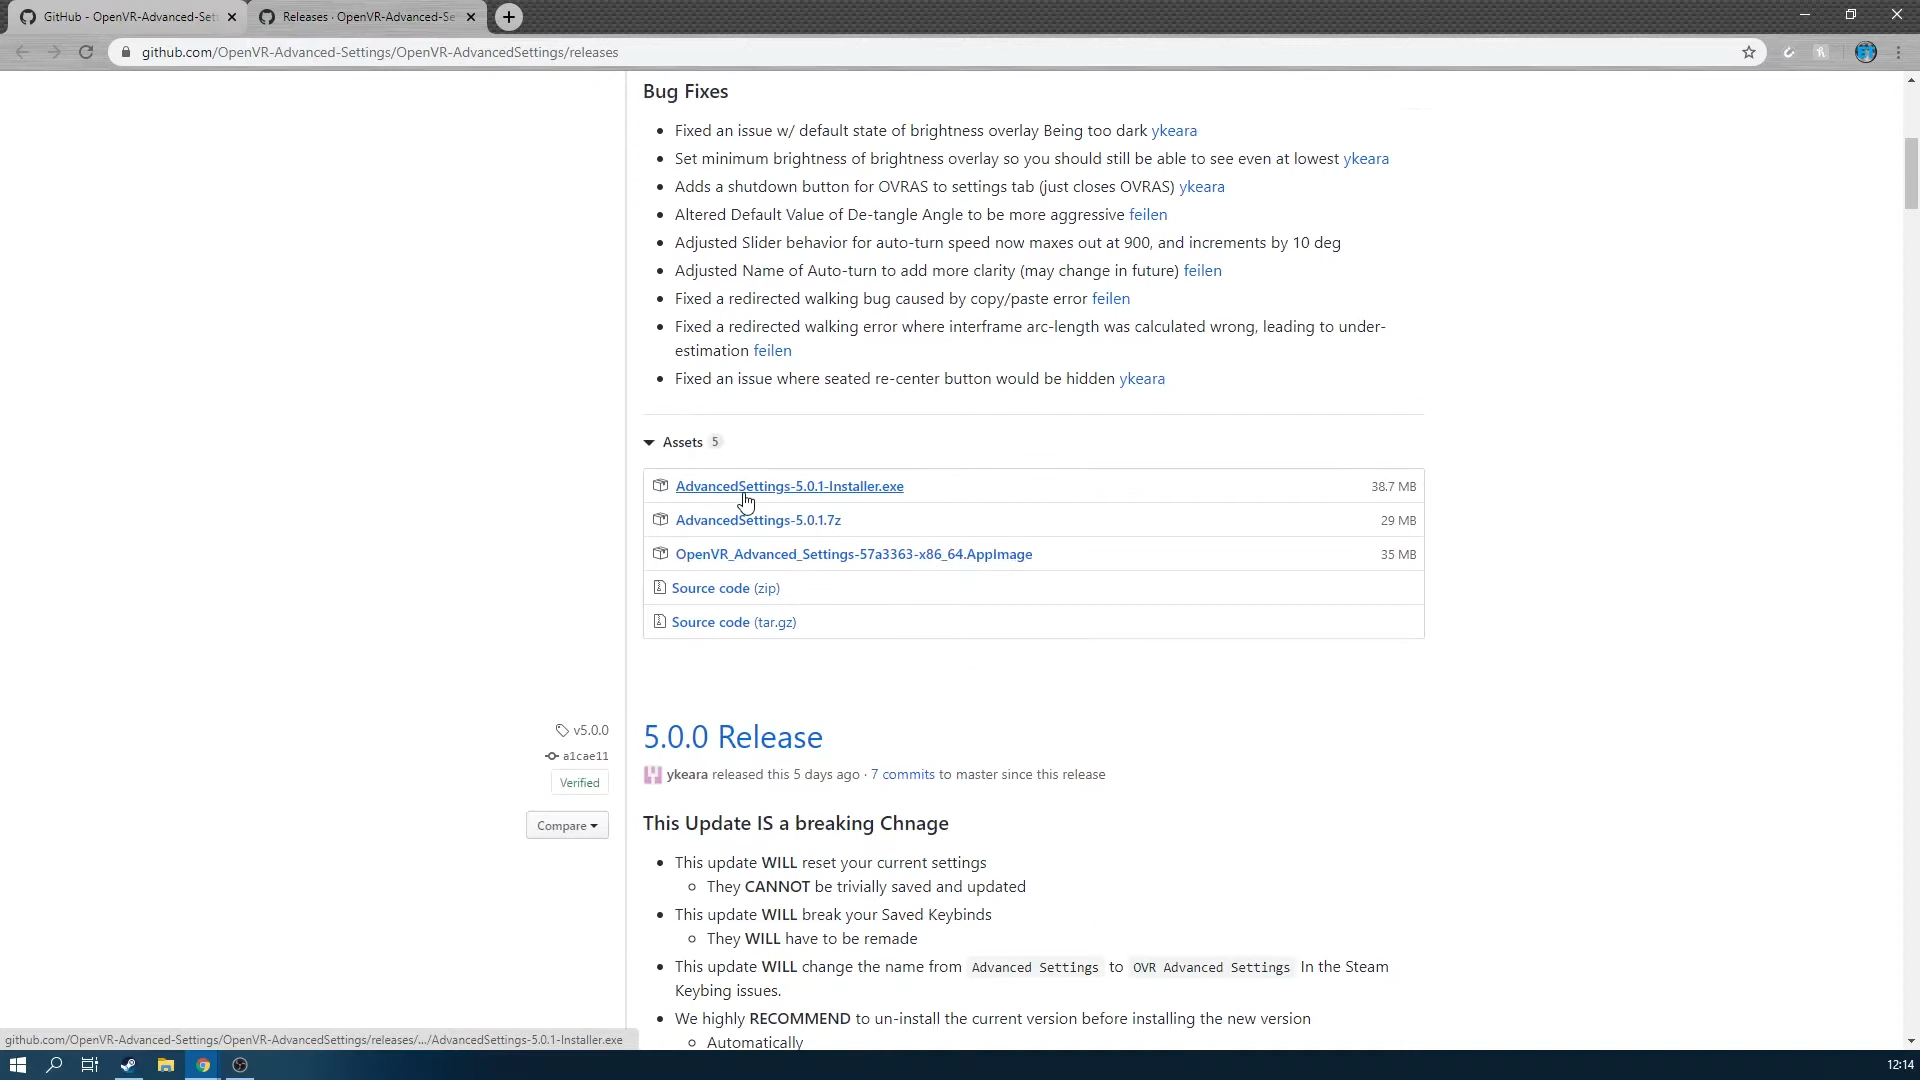 GitHub - OpenVR-Advanced-Set
Releases · OpenVR-Advanced-Se
github.com/OpenVR-Advanced-Settings/OpenVR-AdvancedSettings/releases
Bug Fixes
Fixed an issue w/ default state of brightness overlay Being too dark ykeara
Set minimum brightness of brightness overlay so you should still be able to see even at lowest ykeara
Adds a shutdown button for OVRAS to settings tab (just closes OVRAS) ykeara
Altered Default Value of De-tangle Angle to be more aggressive feilen
Adjusted Slider behavior for auto-turn speed now maxes out at 900, and increments by 10 deg
Adjusted Name of Auto-turn to add more clarity (may change in future) feilen
Fixed a redirected walking bug caused by copy/paste error feilen
Fixed a redirected walking error where interframe arc-length was calculated wrong, leading to under-
estimation feilen
Fixed an issue where seated re-center button would be hidden ykeara
Assets 5
AdvancedSettings-5.0.1-Installer.exe 38.7 MB
AdvancedSettings-5.0.1.7z 29 MB
OpenVR_Advanced_Settings-57a3363-x86_64.AppImage 35 MB
Source code (zip)
Source code (tar.gz)
v5.0.0
a1cae11
Verified
Compare
5.0.0 Release
ykeara released this 5 days ago · 7 commits to master since this release
This Update IS a breaking Chnage
This update WILL reset your current settings
They CANNOT be trivially saved and updated
This update WILL break your Saved Keybinds
They WILL have to be remade
This update WILL change the name from Advanced Settings to OVR Advanced Settings In the Steam
Keybing issues.
We highly RECOMMEND to un-install the current version before installing the new version
Automatically
github.com/OpenVR-Advanced-Settings/OpenVR-AdvancedSettings/releases/.../AdvancedSettings-5.0.1-Installer.exe
12:14